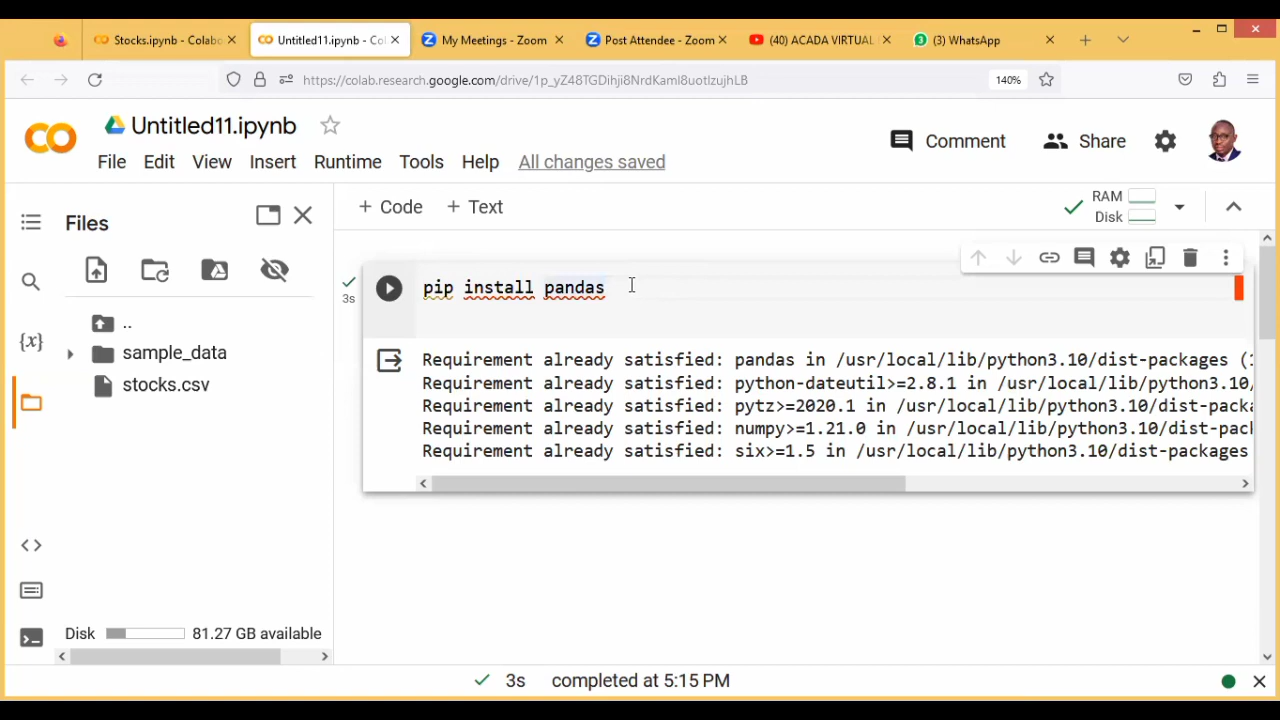 Stocks.ipynb - Colabo
Untitled11.ipynb - Col
My Meetings - Zoom
Post Attendee - Zoom
(40) ACADA VIRTUAL
(3) WhatsApp
https://colab.research.google.com/drive/1p_yZ48TGDihji8NrdKaml8uotIzujhLB
140%
Untitled11.ipynb
Comment
Share
File Edit View Insert Runtime Tools Help All changes saved
Files
+ Code + Text
RAM
Disk
pip install pandas
3s
..
{x}
sample_data
stocks.csv
Requirement already satisfied: pandas in /usr/local/lib/python3.10/dist-packages (1
Requirement already satisfied: python-dateutil>=2.8.1 in /usr/local/lib/python3.10/
Requirement already satisfied: pytz>=2020.1 in /usr/local/lib/python3.10/dist-packa
Requirement already satisfied: numpy>=1.21.0 in /usr/local/lib/python3.10/dist-pack
Requirement already satisfied: six>=1.5 in /usr/local/lib/python3.10/dist-packages
Disk 81.27 GB available
3s completed at 5:15 PM